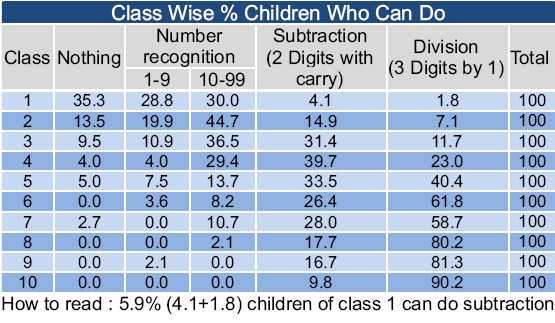 Class Wise % Children Who Can Do
Class Nothing Number recognition Subtraction (2 Digits with carry) Division (3 Digits by 1) Total
1-9 10-99
1 35.3 28.8 30.0 4.1 1.8 100
2 13.5 19.9 44.7 14.9 7.1 100
3 9.5 10.9 36.5 31.4 11.7 100
4 4.0 4.0 29.4 39.7 23.0 100
5 5.0 7.5 13.7 33.5 40.4 100
6 0.0 3.6 8.2 26.4 61.8 100
7 2.7 0.0 10.7 28.0 58.7 100
8 0.0 0.0 2.1 17.7 80.2 100
9 0.0 2.1 0.0 16.7 81.3 100
10 0.0 0.0 0.0 9.8 90.2 100
How to read : 5.9% (4.1+1.8) children of class 1 can do subtraction